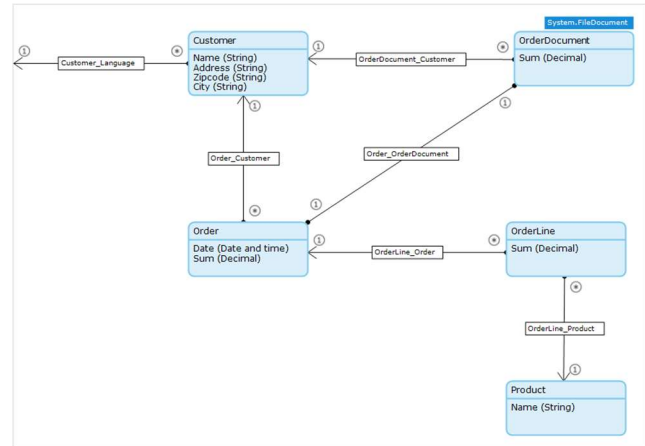 System.FileDocument
Customer
Name (String)
Address (String)
Zipcode (String)
City (String)
OrderDocument
Sum (Decimal)
1
Customer_Language
*
1
OrderDocument_Customer
*
1
1
Order_Customer
Order_OrderDocument
*
1
Order
Date (Date and time)
Sum (Decimal)
1
OrderLine_Order
*
OrderLine
Sum (Decimal)
*
OrderLine_Product
1
Product
Name (String)